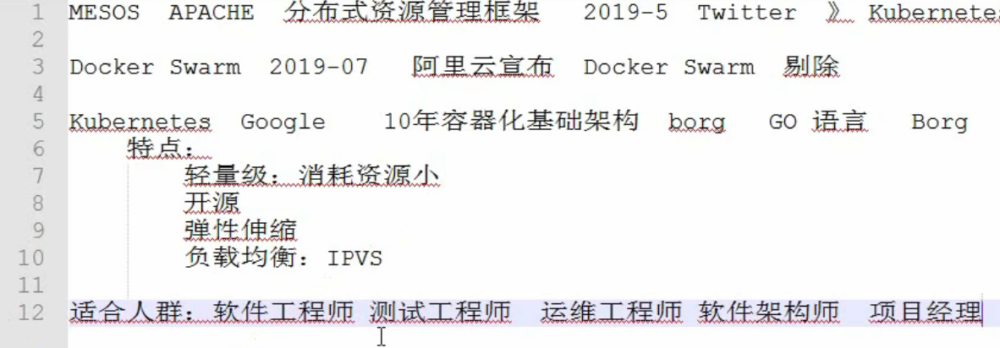 1 MESOS APACHE 分布式资源管理框架 2019-5 Twitter 》 Kubernetes
2
3 Docker Swarm 2019-07 阿里云宣布 Docker Swarm 剔除
4
5 Kubernetes Google 10年容器化基础架构 borg GO 语言 Borg
6 特点：
7 轻量级：消耗资源小
8 开源
9 弹性伸缩
10 负载均衡：IPVS
11
12 适合人群：软件工程师 测试工程师 运维工程师 软件架构师 项目经理